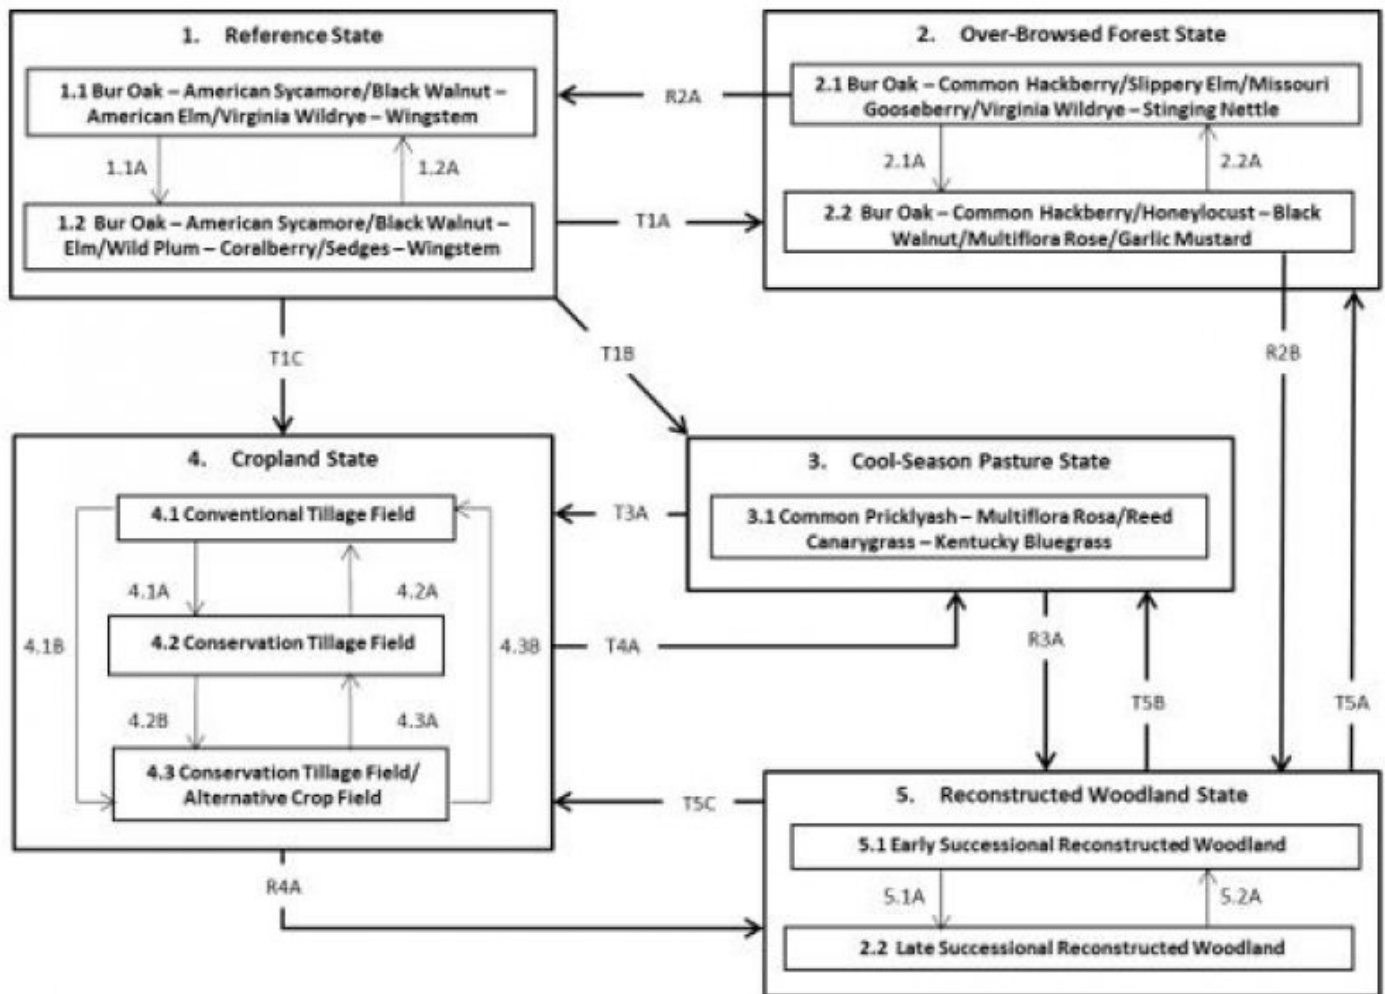 1. Reference State
1.1 Bur Oak – American Sycamore/Black Walnut –
American Elm/Virginia Wildrye – Wingstem
1.1A
1.2A
1.2 Bur Oak – American Sycamore/Black Walnut –
Elm/Wild Plum – Coralberry/Sedges – Wingstem
R2A
T1A
2. Over-Browsed Forest State
2.1 Bur Oak – Common Hackberry/Slippery Elm/Missouri
Gooseberry/Virginia Wildrye – Stinging Nettle
2.1A
2.2A
2.2 Bur Oak – Common Hackberry/Honeylocust – Black
Walnut/Multiflora Rose/Garlic Mustard
T1C
T1B
R2B
4. Cropland State
4.1 Conventional Tillage Field
4.1A
4.2A
4.1B
4.2 Conservation Tillage Field
4.3B
4.2B
4.3A
4.3 Conservation Tillage Field/
Alternative Crop Field
T3A
3. Cool-Season Pasture State
3.1 Common Pricklyash – Multiflora Rosa/Reed
Canarygrass – Kentucky Bluegrass
T4A
R3A
T5B
T5A
T5C
R4A
5. Reconstructed Woodland State
5.1 Early Successional Reconstructed Woodland
5.1A
5.2A
2.2 Late Successional Reconstructed Woodland